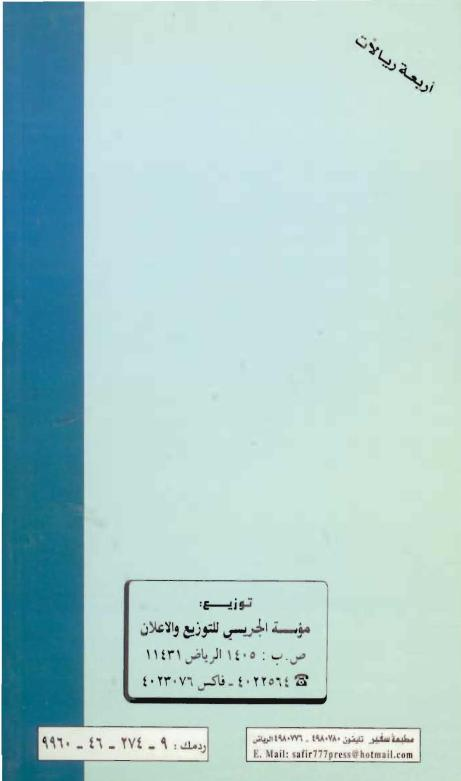 أربعة ريالات
توزيـــع:
مؤسسة الجريسي للتوزيع والاعلان
ص.ب : ١٤٠٥ الرياض ١١٤٣١
☎ ٤٠٢٢٥٦٤ ـ فاكس ٤٠٢٣٠٧٦
ردمك : ٩ ـ ٢٧٤ ـ ٤٦ ـ ٩٩٦٠
مطبعة سفير تليفون ٤٩٨٠٧٨٠ ـ ٤٩٨٠٧٧٦ الرياض
E. Mail: safir777press@hotmail.com